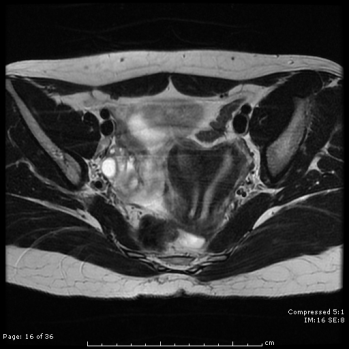 Compressed 5:1
IM:16 SE:8
Page: 16 of 36
cm